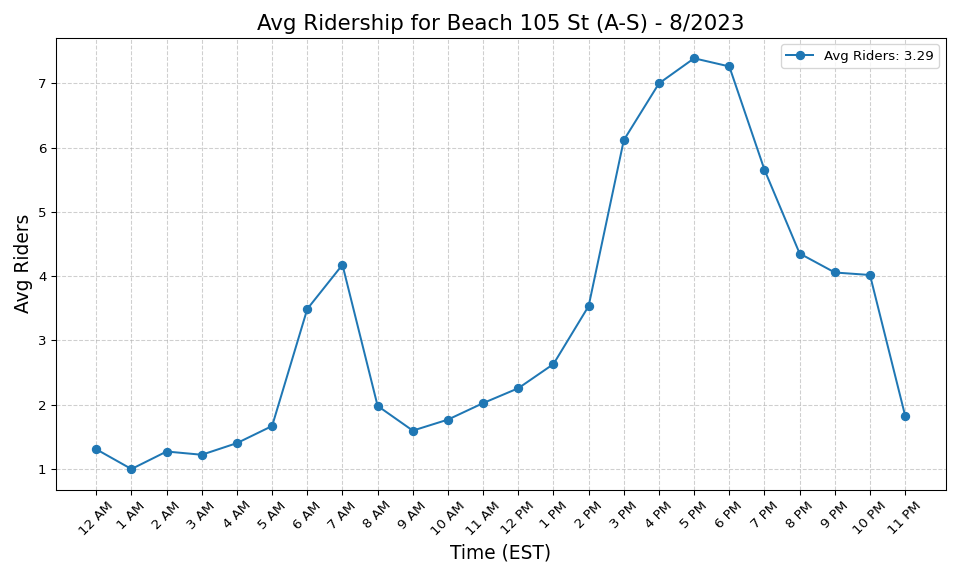 Avg Ridership for Beach 105 St (A-S) - 8/2023
Avg Riders: 3.29
Avg Riders
7
6
5
4
3
2
1
12 AM
1 AM
2 AM
3 AM
4 AM
5 AM
6 AM
7 AM
8 AM
9 AM
10 AM
11 AM
12 PM
1 PM
2 PM
3 PM
4 PM
5 PM
6 PM
7 PM
8 PM
9 PM
10 PM
11 PM
Time (EST)